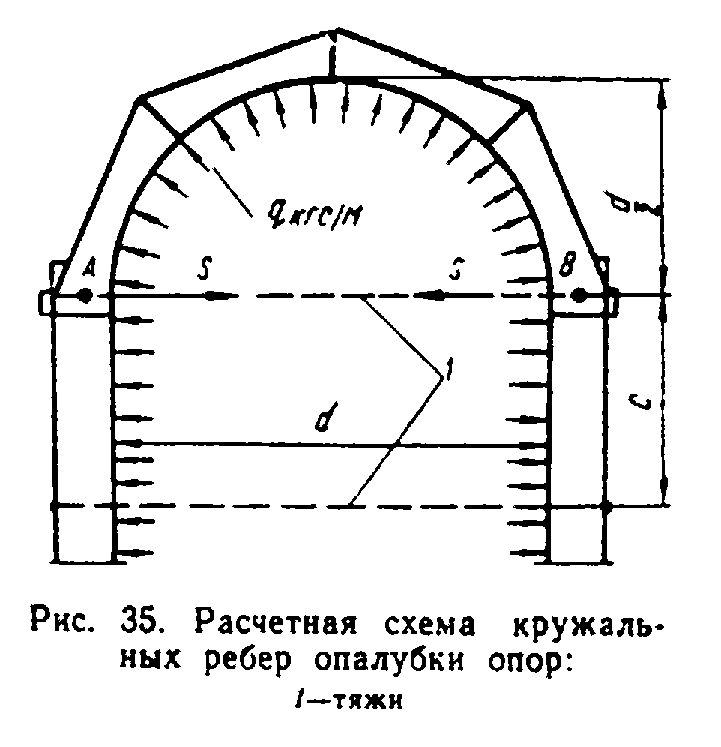 q кгс/м
A
S
S
B
d/2
1
d
c
Рис. 35. Расчетная схема кружаль-
ных ребер опалубки опор:
1—тяжи